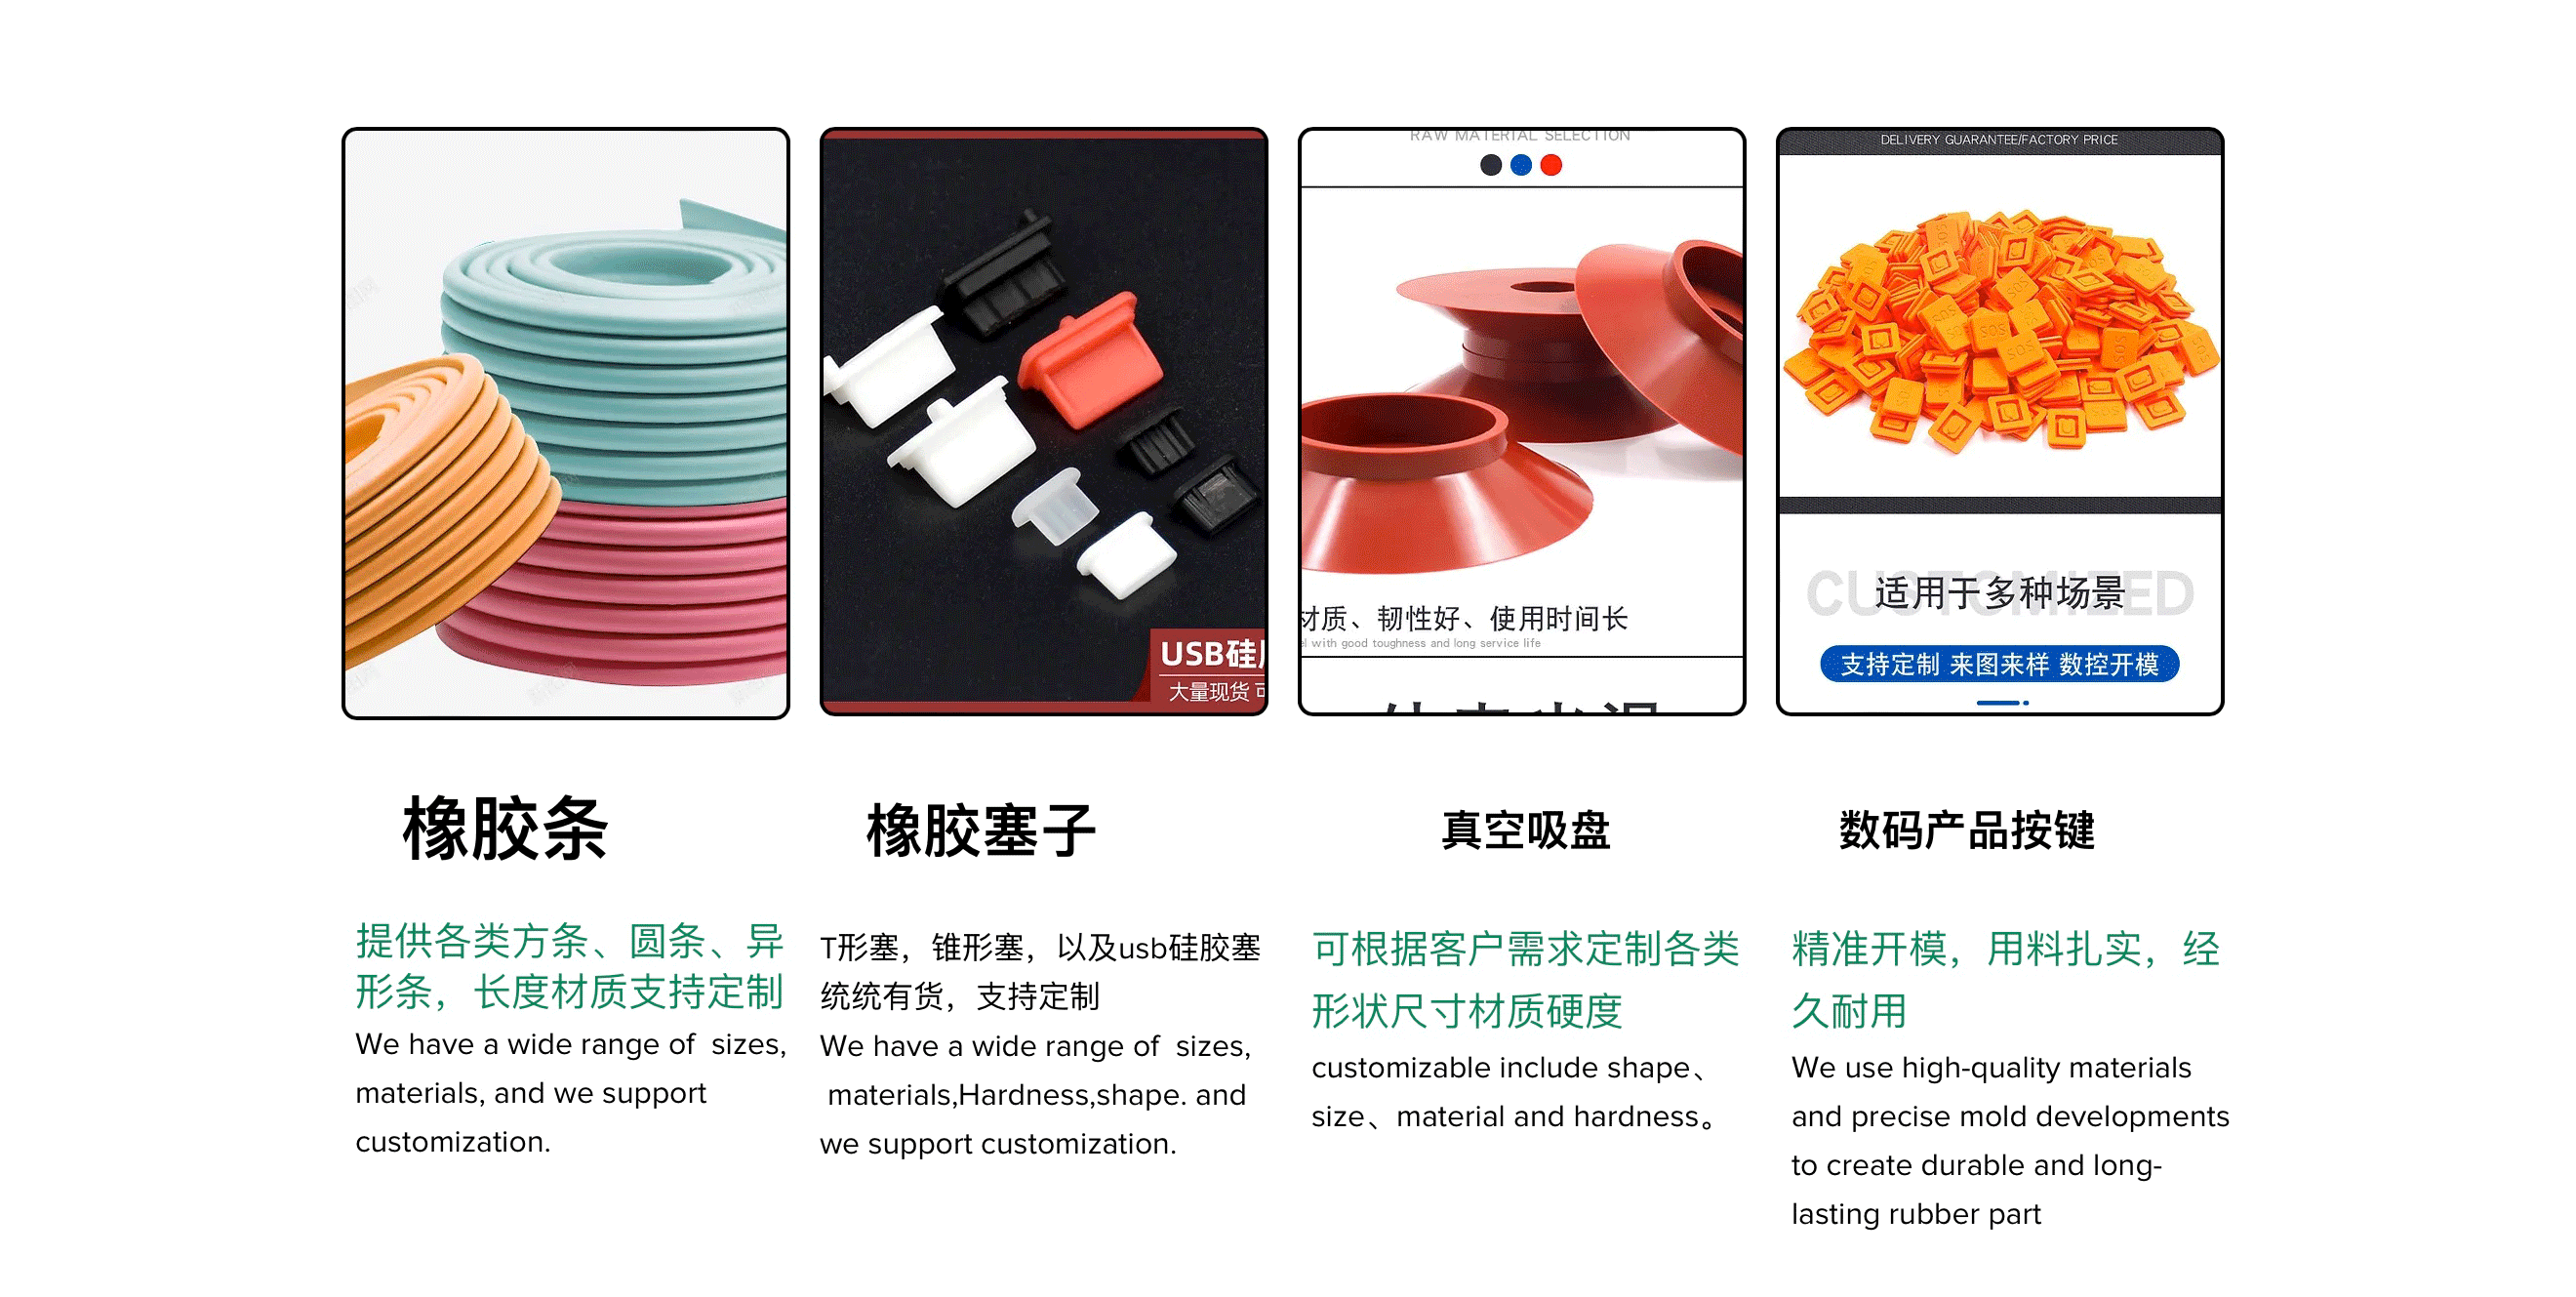 RAW MATERIAL SELECTION
DELIVERY GUARANTEE/FACTORY PRICE
USB硅
大量现货
材质、韧性好、使用时间长
with good toughness and long service life
CUSTOMIZED
适用于多种场景
支持定制 来图来样 数控开模
橡胶条
提供各类方条、圆条、异
形条，长度材质支持定制
We have a wide range of  sizes,
materials, and we support
customization.
橡胶塞子
T形塞，锥形塞，以及usb硅胶塞
统统有货，支持定制
We have a wide range of  sizes,
materials,Hardness,shape. and
we support customization.
真空吸盘
可根据客户需求定制各类
形状尺寸材质硬度
customizable include shape、
size、material and hardness。
数码产品按键
精准开模，用料扎实，经
久耐用
We use high-quality materials
and precise mold developments
to create durable and long-
lasting rubber part